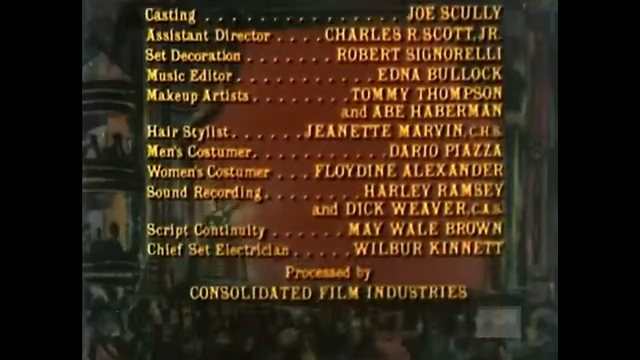 Casting . . . . . . . . . . . . . . . JOE SCULLY
Assistant Director . . . . CHARLES R. SCOTT, JR.
Set Decoration . . . . . . . ROBERT SIGNORELLI
Music Editor . . . . . . . . . . . EDNA BULLOCK
Makeup Artists . . . . . . . . TOMMY THOMPSON
and ABE HABERMAN
Hair Stylist . . . . . . JEANETTE MARVIN, C.H.S.
Men's Costumer. . . . . . . . . . . DARIO PIAZZA
Women's Costumer . . . FLOYDINE ALEXANDER
Sound Recording. . . . . . . . HARLEY RAMSEY
and DICK WEAVER, C.A.S.
Script Continuity . . . . . . MAY WALE BROWN
Chief Set Electrician . . . . . WILBUR KINNETT
Processed by
CONSOLIDATED FILM INDUSTRIES